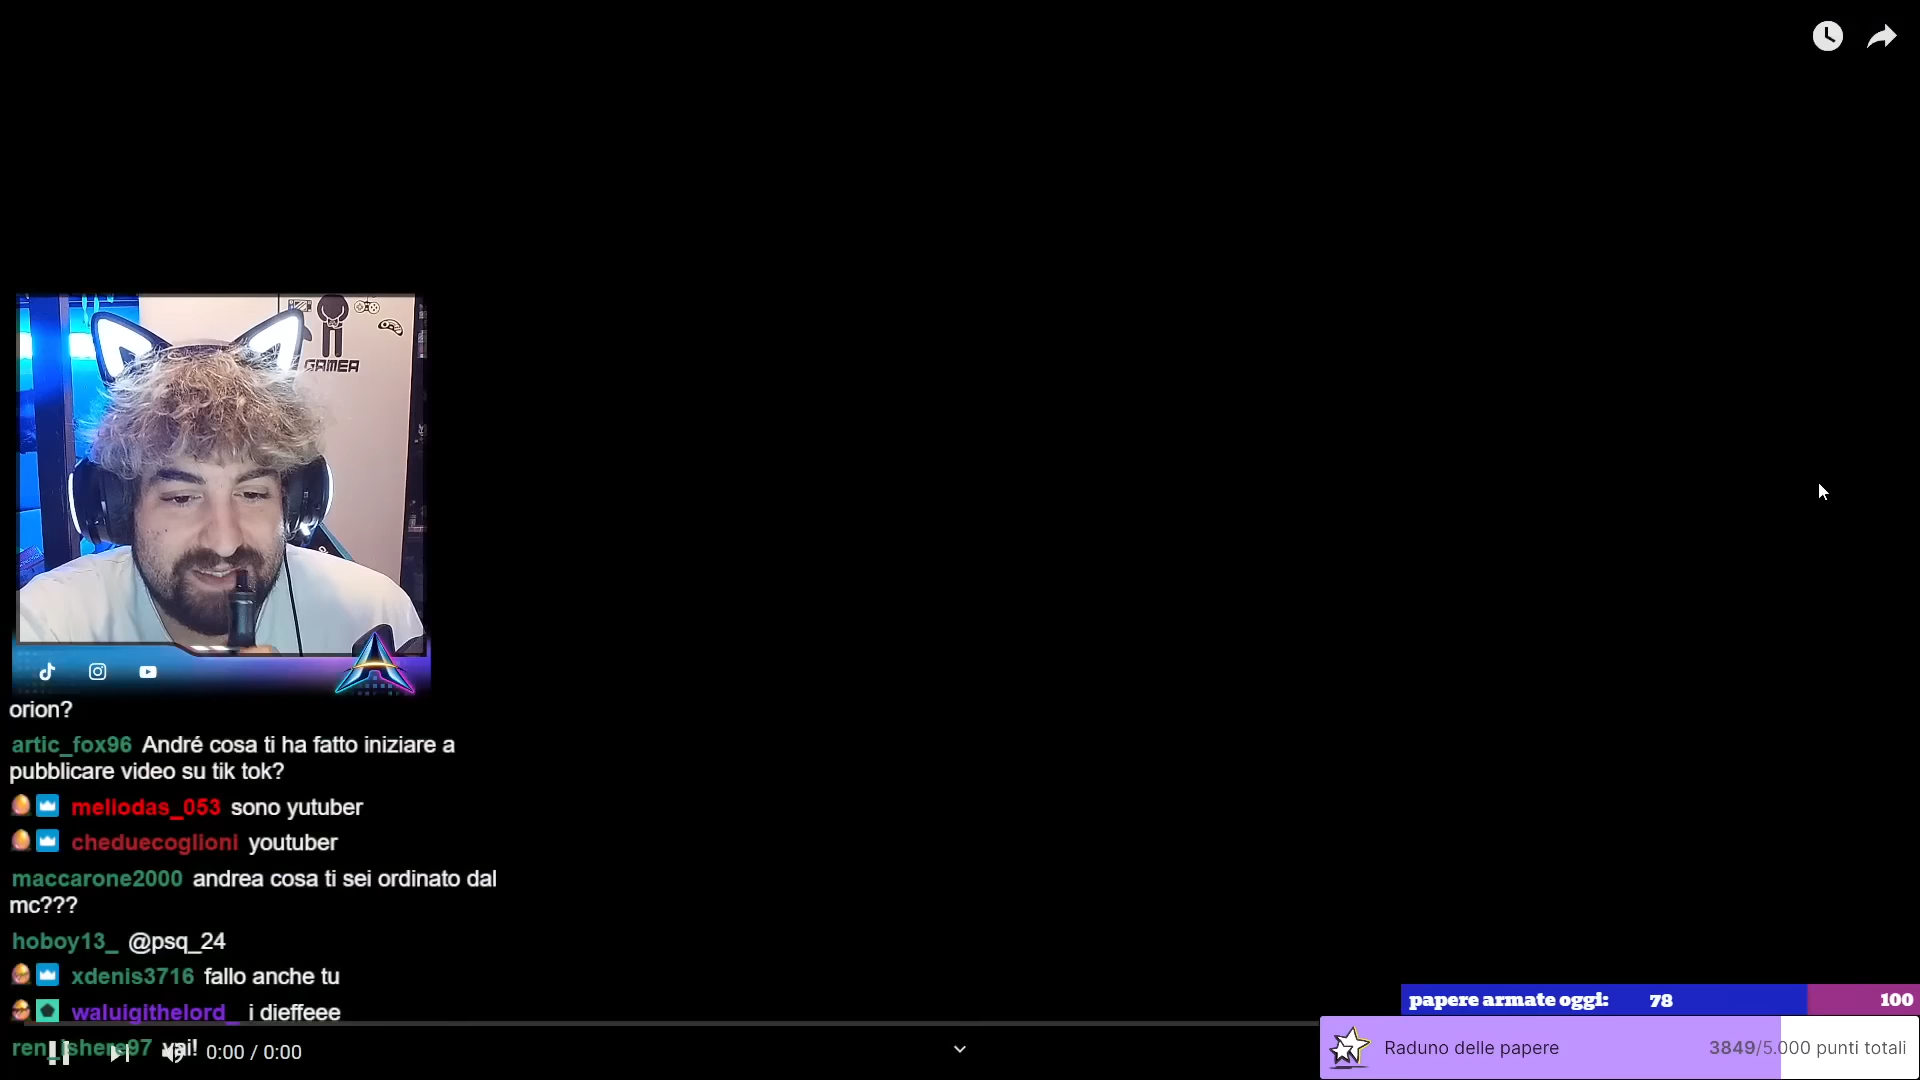 GAMER
orion?
artic_fox96 André cosa ti ha fatto iniziare a
pubblicare video su tik tok?
meliodas_053 sono yutuber
cheduecoglioni youtuber
maccarone2000 andrea cosa ti sei ordinato dal
mc???
hoboy13_ @psq_24
xdenis3716 fallo anche tu
waluigithelord_ i dieffeee
ren_ishere97 vai!
0:00 / 0:00
papere armate oggi: 78 100
Raduno delle papere 3849/5.000 punti totali